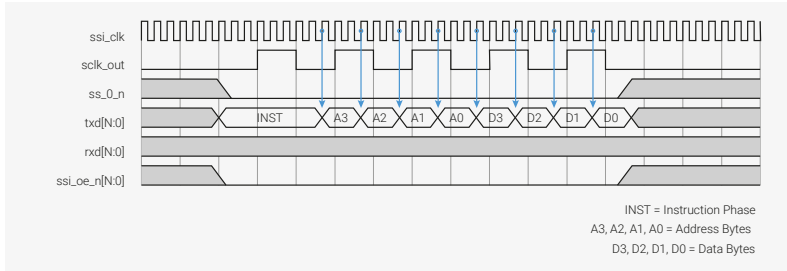 ssi_clk
sclk_out
ss_0_n
txd[N:0] INST A3 A2 A1 A0 D3 D2 D1 D0
rxd[N:0]
ssi_oe_n[N:0]
INST = Instruction Phase
A3, A2, A1, A0 = Address Bytes
D3, D2, D1, D0 = Data Bytes